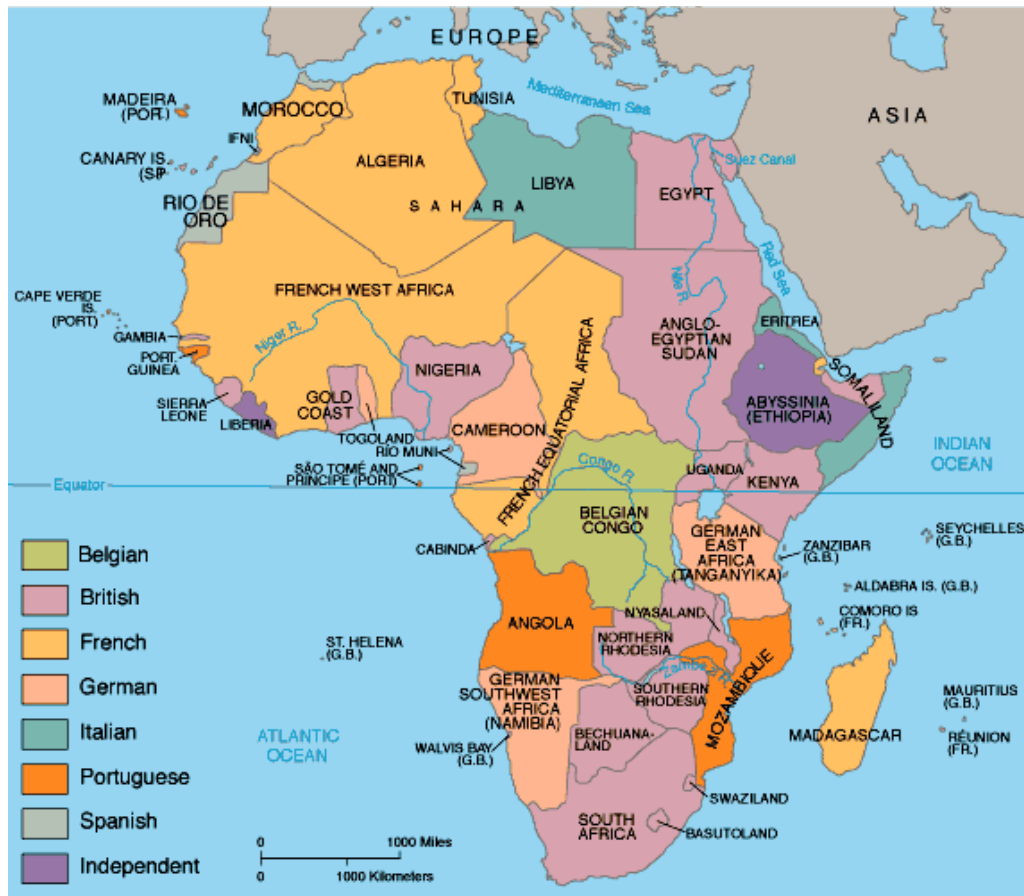 EUROPE
MADEIRA
(PORT.)
MOROCCO
TUNISIA
Mediterranean Sea
ASIA
IFNI
CANARY IS.
(SP.)
ALGERIA
Suez Canal
LIBYA
EGYPT
RIO DE
ORO
SAHARA
Red Sea
Nile R.
CAPE VERDE
IS.
(PORT)
FRENCH WEST AFRICA
GAMBIA
Niger R.
ANGLO-
EGYPTIAN
SUDAN
ERITREA
PORT.
GUINEA
NIGERIA
SOMALILAND
SIERRA
LEONE
GOLD
COAST
ABYSSINIA
(ETHIOPIA)
LIBERIA
TOGOLAND
CAMEROON
FRENCH EQUATORIAL AFRICA
RÍO MUNI
INDIAN
OCEAN
SÃO TOMÉ AND
PRÍNCIPE (PORT)
Congo R.
UGANDA
KENYA
Equator
BELGIAN
CONGO
CABINDA
GERMAN
EAST
AFRICA
(TANGANYIKA)
SEYCHELLES
(G.B.)
ZANZIBAR
(G.B.)
ALDABRA IS. (G.B.)
NYASALAND
COMORO IS
(FR.)
ANGOLA
NORTHERN
RHODESIA
ST. HELENA
(G.B.)
Zambezi R.
MOZAMBIQUE
GERMAN
SOUTHWEST
AFRICA
(NAMIBIA)
SOUTHERN
RHODESIA
MAURITIUS
(G.B.)
MADAGASCAR
RÉUNION
(FR.)
ATLANTIC
OCEAN
WALVIS BAY
(G.B.)
BECHUANA-
LAND
SWAZILAND
SOUTH
AFRICA
BASUTOLAND
Belgian
British
French
German
Italian
Portuguese
Spanish
Independent
0 1000 Miles
0 1000 Kilometers